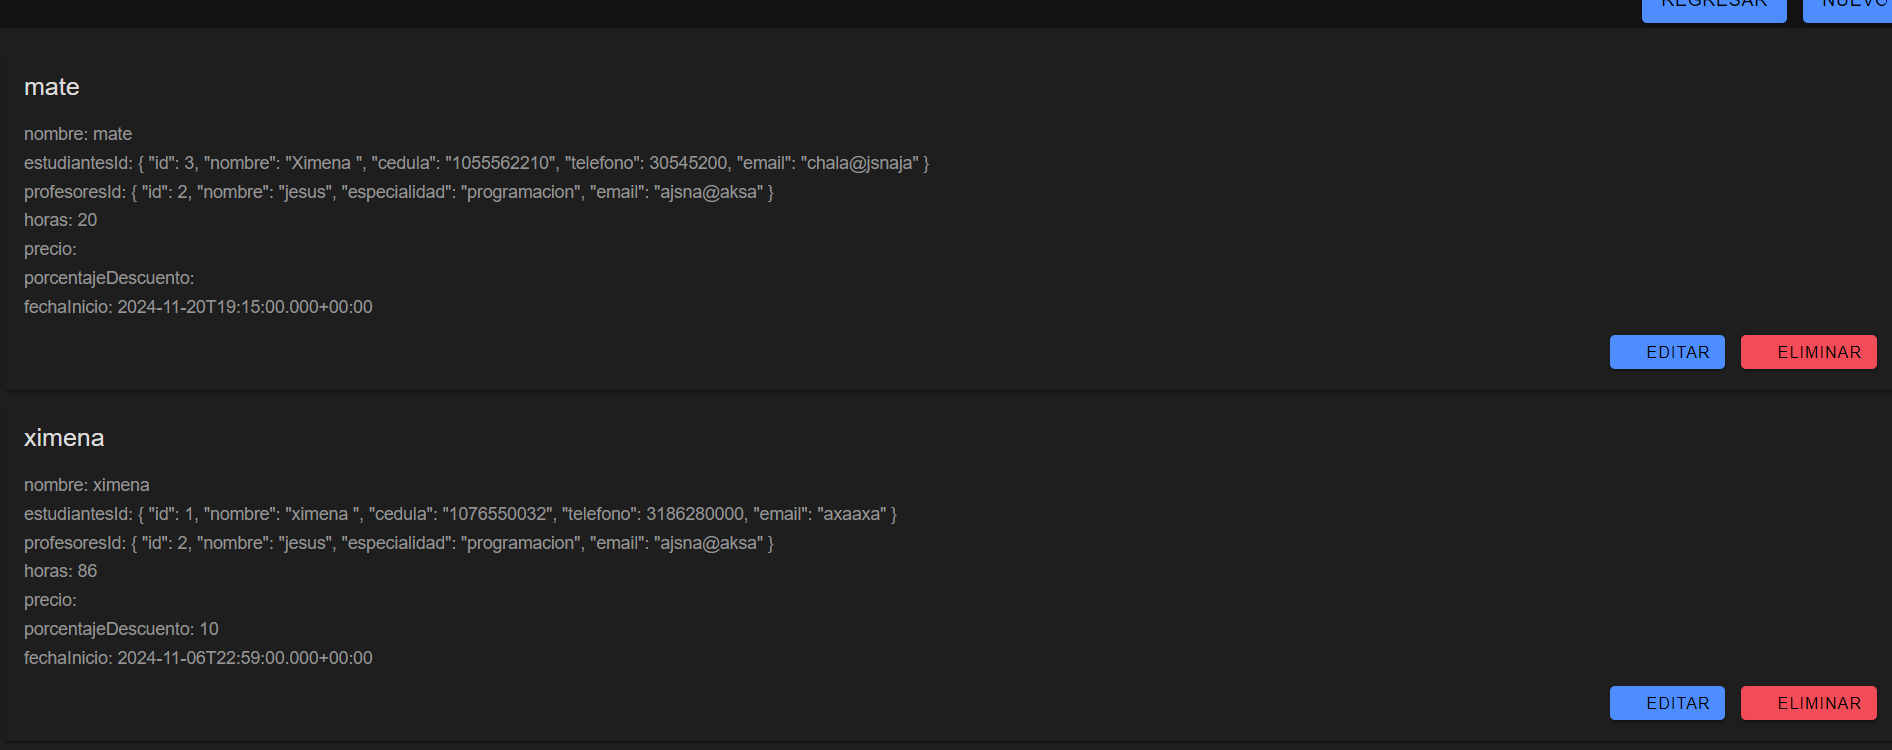 REGRESAR NUEVO
mate
nombre: mate
estudiantesId: { "id": 3, "nombre": "Ximena ", "cedula": "1055562210", "telefono": 30545200, "email": "chala@jsnaja" }
profesoresId: { "id": 2, "nombre": "jesus", "especialidad": "programacion", "email": "ajsna@aksa" }
horas: 20
precio:
porcentajeDescuento:
fechaInicio: 2024-11-20T19:15:00.000+00:00
EDITAR ELIMINAR
ximena
nombre: ximena
estudiantesId: { "id": 1, "nombre": "ximena ", "cedula": "1076550032", "telefono": 3186280000, "email": "axaaxa" }
profesoresId: { "id": 2, "nombre": "jesus", "especialidad": "programacion", "email": "ajsna@aksa" }
horas: 86
precio:
porcentajeDescuento: 10
fechaInicio: 2024-11-06T22:59:00.000+00:00
EDITAR ELIMINAR